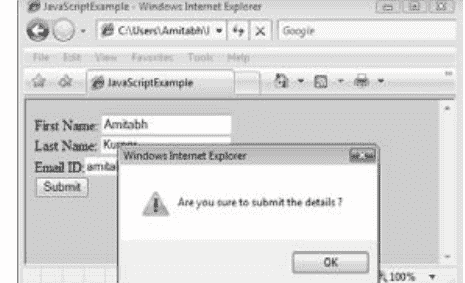 JavaScriptExample - Windows Internet Explorer
C:\Users\Amitabh\J
Google
File Edit View Favorites Tools Help
JavaScriptExample
First Name: Amitabh
Last Name:
Email ID: amita
Submit
Windows Internet Explorer
Are you sure to submit the details ?
OK
100%